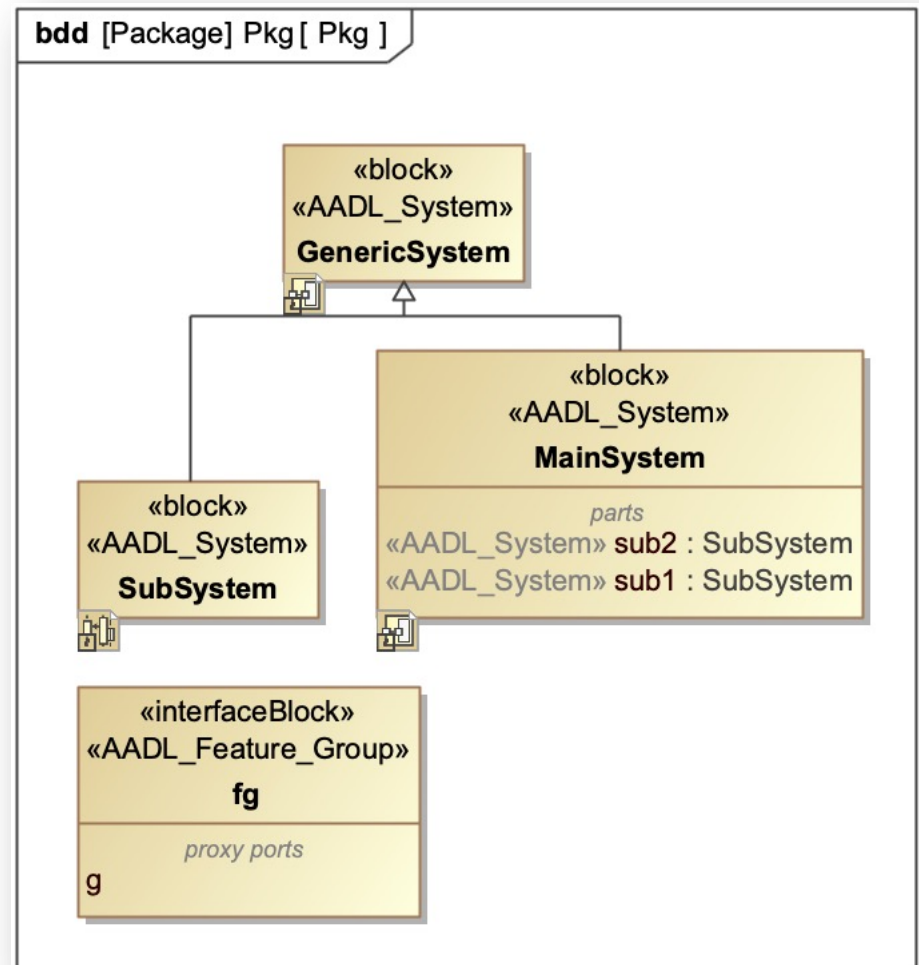 bdd [Package] Pkg [ Pkg ]
«block»
«AADL_System»
GenericSystem
«block»
«AADL_System»
MainSystem
parts
«AADL_System» sub2 : SubSystem
«AADL_System» sub1 : SubSystem
«block»
«AADL_System»
SubSystem
«interfaceBlock»
«AADL_Feature_Group»
fg
proxy ports
g